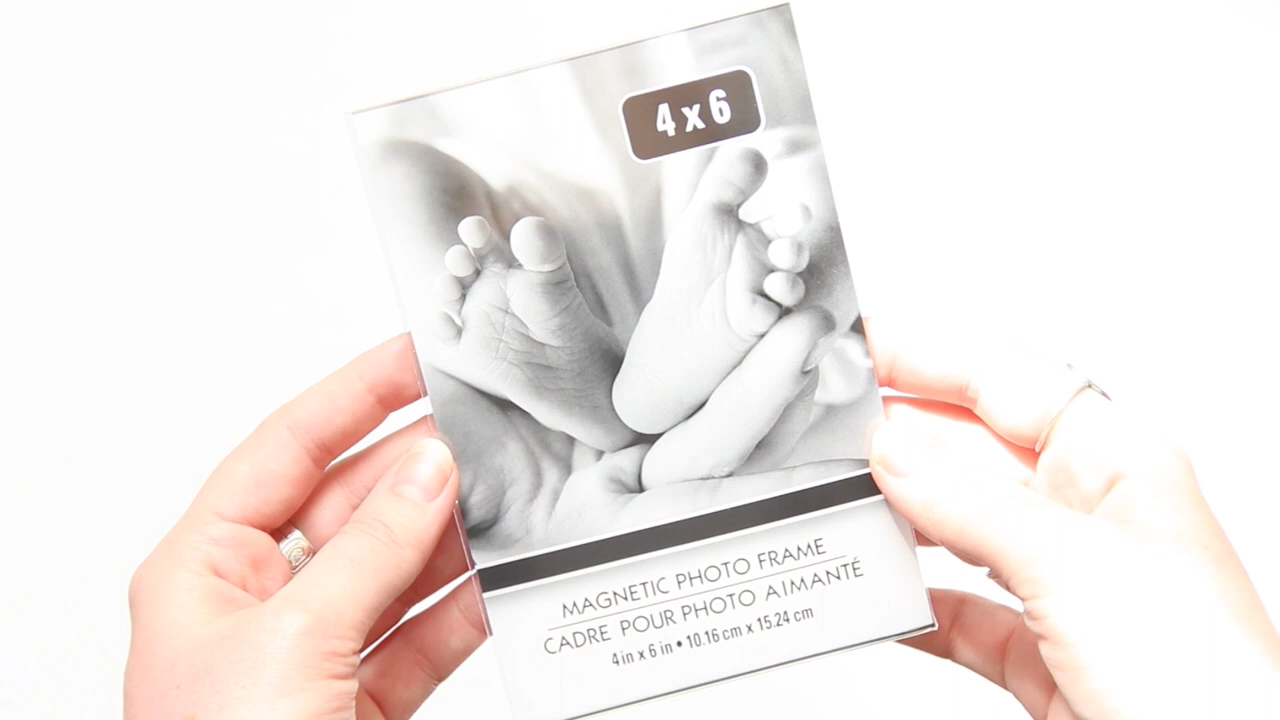 4 x 6
MAGNETIC PHOTO FRAME
CADRE POUR PHOTO AIMANTÉ
4 in x 6 in • 10.16 cm x 15.24 cm